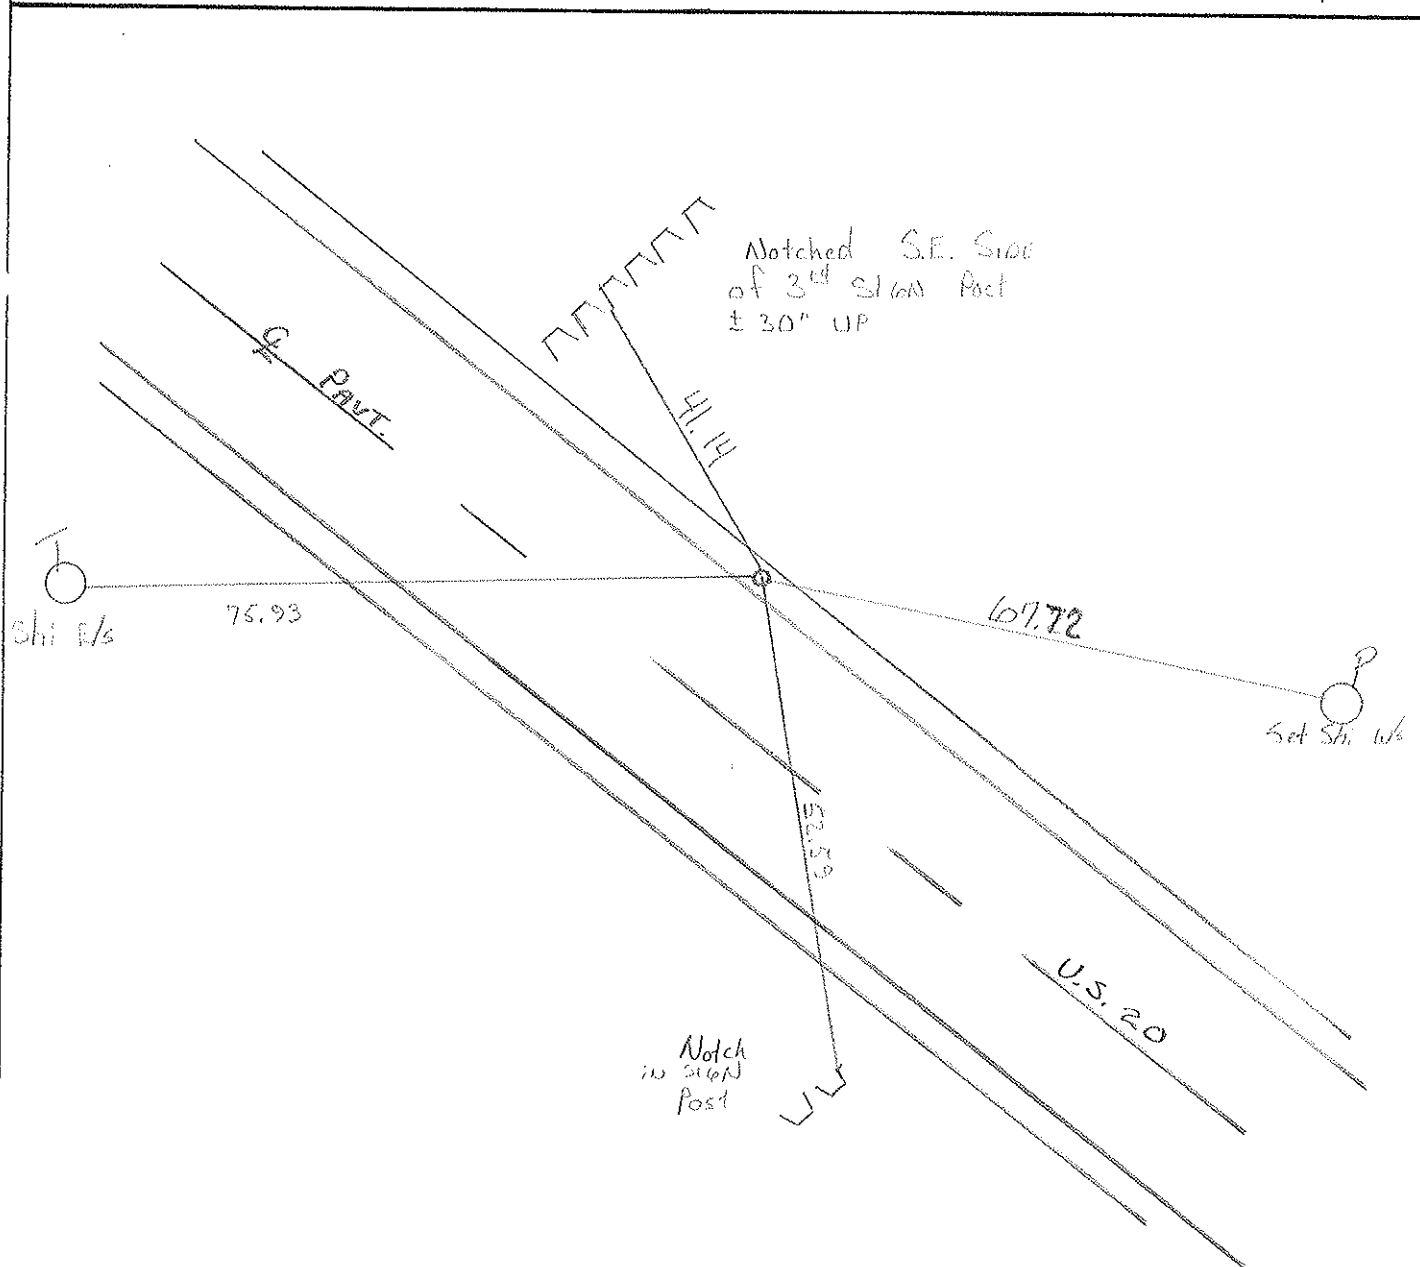 Notched S.E. SIDE
of 3rd SIGN Post
± 30" UP
℄ PAVT.
41.14
T
75.93
Shi E/S
67.72
P
Set Shi W/S
52.59
U.S. 20
Notch
in SIGN
Post